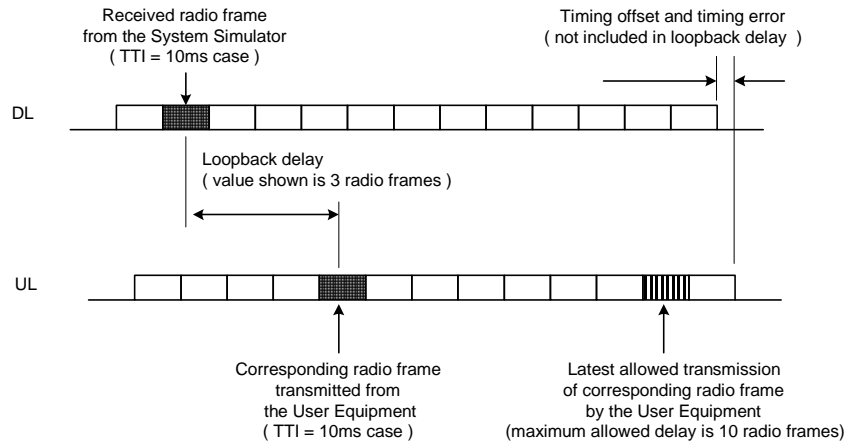 Received radio frame
from the System Simulator
( TTI = 10ms case )
Timing offset and timing error
( not included in loopback delay )
DL
Loopback delay
( value shown is 3 radio frames )
UL
Corresponding radio frame
transmitted from
the User Equipment
( TTI = 10ms case )
Latest allowed transmission
of corresponding radio frame
by the User Equipment
(maximum allowed delay is 10 radio frames)